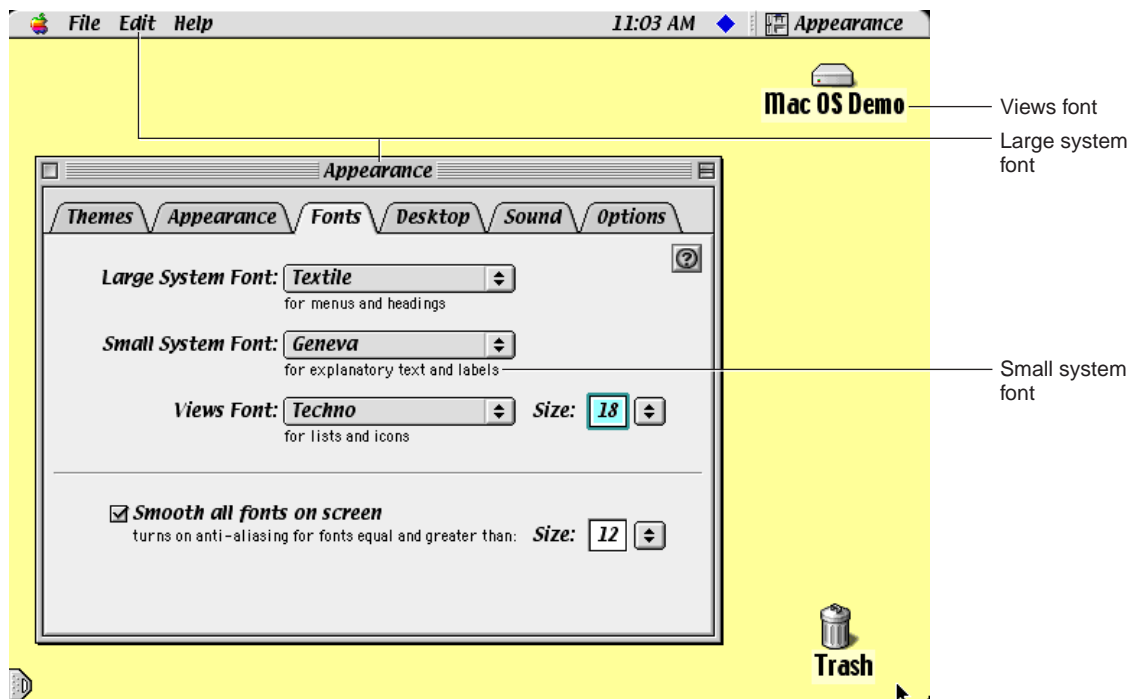 File Edit Help 11:03 AM Appearance
Mac OS Demo
Views font
Large system
font
Appearance
Themes Appearance Fonts Desktop Sound Options
Large System Font: Textile
for menus and headings
Small System Font: Geneva
for explanatory text and labels
Small system
font
Views Font: Techno Size: 18
for lists and icons
Smooth all fonts on screen
turns on anti-aliasing for fonts equal and greater than: Size: 12
Trash